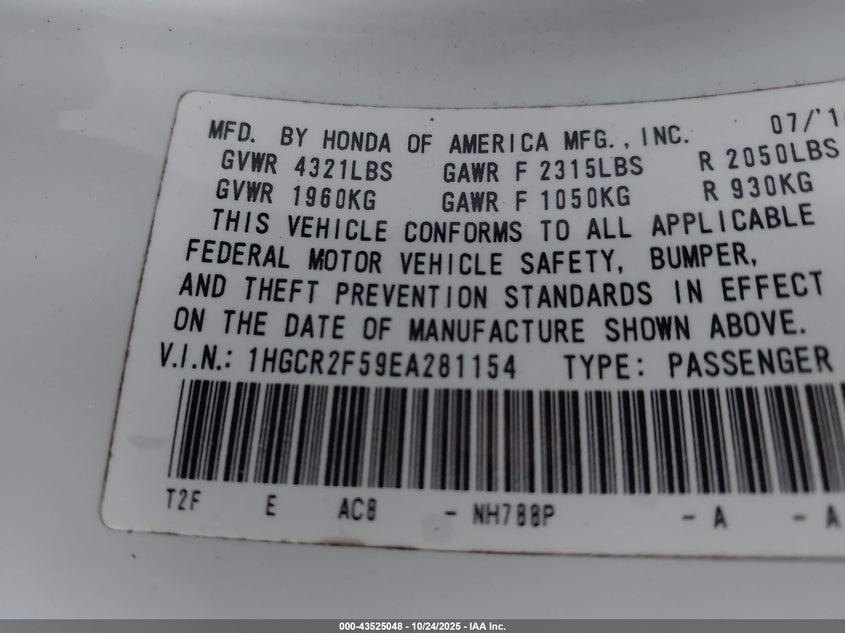 MFD. BY HONDA OF AMERICA MFG., INC. 07/'1
GVWR 4321LBS GAWR F 2315LBS R 2050LBS
GVWR 1960KG GAWR F 1050KG R 930KG
THIS VEHICLE CONFORMS TO ALL APPLICABLE
FEDERAL MOTOR VEHICLE SAFETY, BUMPER,
AND THEFT PREVENTION STANDARDS IN EFFECT
ON THE DATE OF MANUFACTURE SHOWN ABOVE.
V.I.N.: 1HGCR2F59EA281154 TYPE: PASSENGER
T2F E AC8 - NH788P - A - A
000-43525048 - 10/24/2025 - IAA Inc.